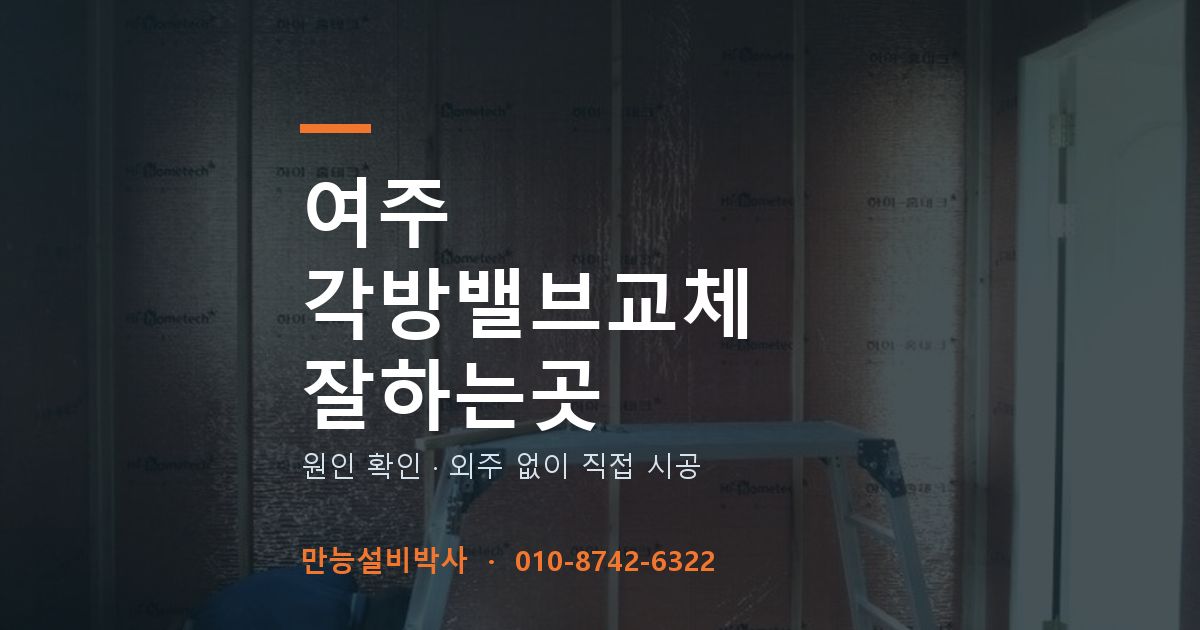 여주
각방밸브교체
잘하는곳
원인 확인 · 외주 없이 직접 시공
만능설비박사 · 010-8742-6322